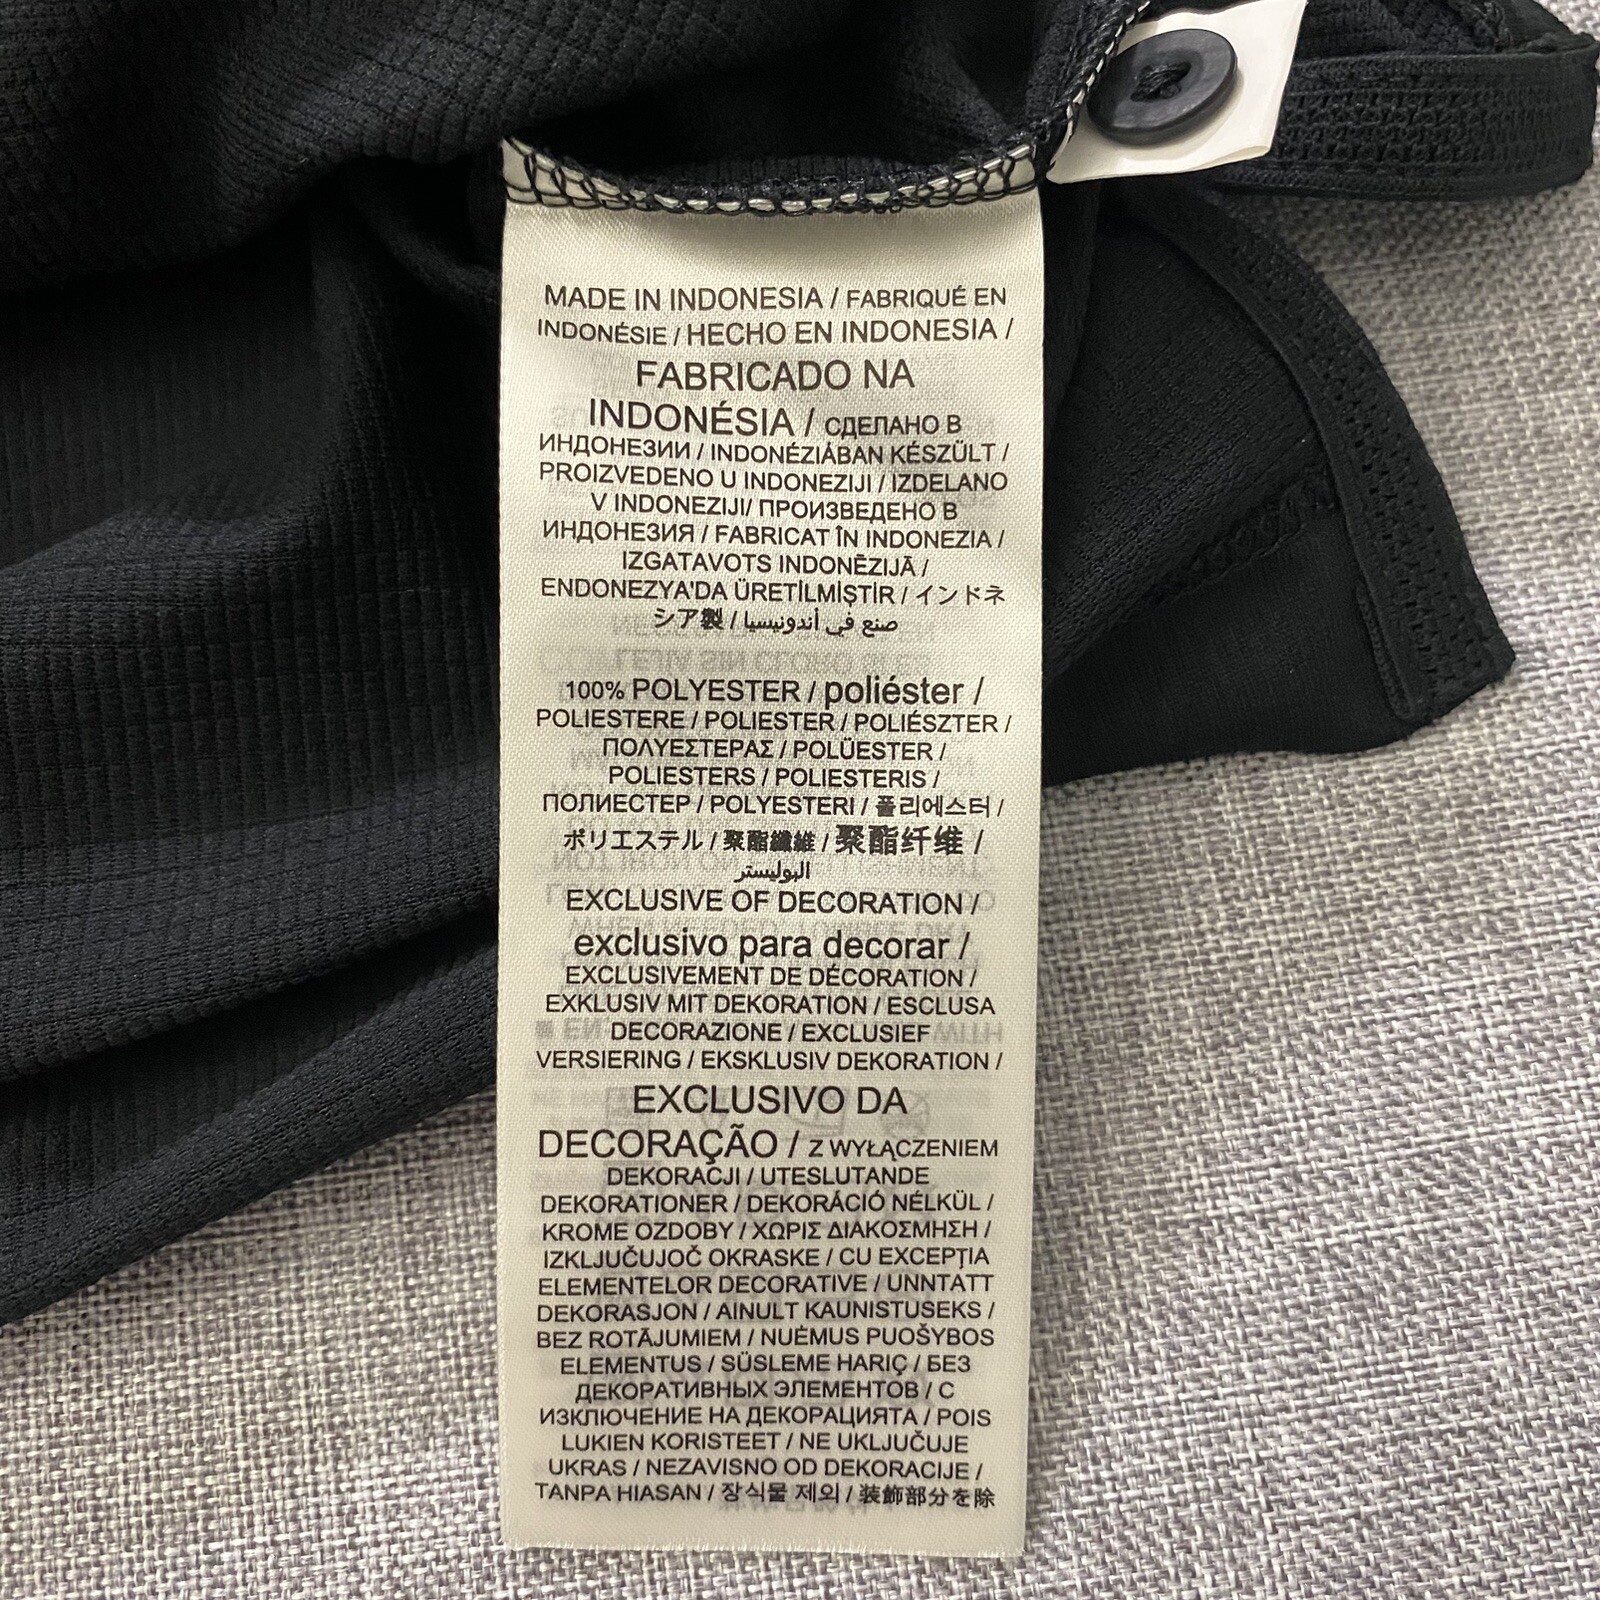 MADE IN INDONESIA / FABRIQUÉ EN
INDONÉSIE / HECHO EN INDONESIA /
FABRICADO NA
INDONÉSIA / СДЕЛАНО В
ИНДОНЕЗИИ / INDONÉZIÁBAN KÉSZÜLT /
PROIZVEDENO U INDONEZIJI / IZDELANO
V INDONEZIJI/ ПРОИЗВЕДЕНО В
ИНДОНЕЗИЯ / FABRICAT ÎN INDONEZIA /
IZGATAVOTS INDONĒZIJĀ /
ENDONEZYA'DA ÜRETİLMİŞTİR / インドネ
シア製 / صنع في أندونيسيا
100% POLYESTER / poliéster /
POLIESTERE / POLIESTER / POLIÉSZTER /
ΠΟΛΥΕΣΤΕΡΑΣ / POLÜESTER /
POLIESTERS / POLIESTERIS /
ПОЛИЕСТЕР / POLYESTERI / 폴리에스터 /
ポリエステル / 聚酯纖維 / 聚酯纤维 /
البوليستر
EXCLUSIVE OF DECORATION /
exclusivo para decorar /
EXCLUSIVEMENT DE DÉCORATION /
EXKLUSIV MIT DEKORATION / ESCLUSA
DECORAZIONE / EXCLUSIEF
VERSIERING / EKSKLUSIV DEKORATION /
EXCLUSIVO DA
DECORAÇÃO / Z WYŁĄCZENIEM
DEKORACJI / UTESLUTANDE
DEKORATIONER / DEKORÁCIÓ NÉLKÜL /
KROME OZDOBY / ΧΩΡΙΣ ΔΙΑΚΟΣΜΗΣΗ /
IZKLJUČUJOČ OKRASKE / CU EXCEPȚIA
ELEMENTELOR DECORATIVE / UNNTATT
DEKORASJON / AINULT KAUNISTUSEKS /
BEZ ROTĀJUMIEM / NUĖMUS PUOŠYBOS
ELEMENTUS / SÜSLEME HARIÇ / БЕЗ
ДЕКОРАТИВНЫХ ЭЛЕМЕНТОВ / С
ИЗКЛЮЧЕНИЕ НА ДЕКОРАЦИЯТА / POIS
LUKIEN KORISTEET / NE UKLJUČUJE
UKRAS / NEZAVISNO OD DEKORACIJE /
TANPA HIASAN / 장식물 제외 / 装飾部分を除